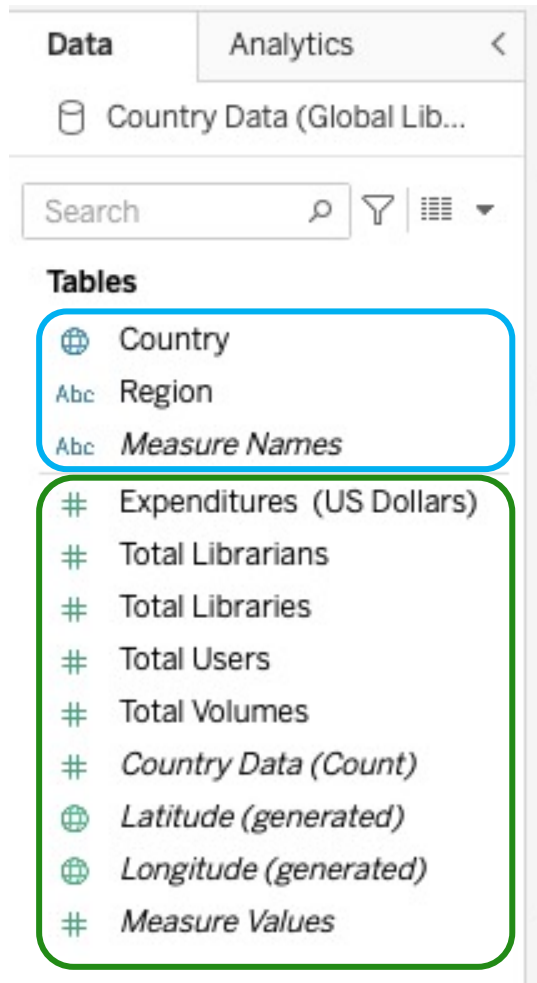 Data
Analytics
Country Data (Global Lib...
Search
Tables
Country
Abc Region
Abc Measure Names
# Expenditures (US Dollars)
# Total Librarians
# Total Libraries
# Total Users
# Total Volumes
# Country Data (Count)
Latitude (generated)
Longitude (generated)
# Measure Values